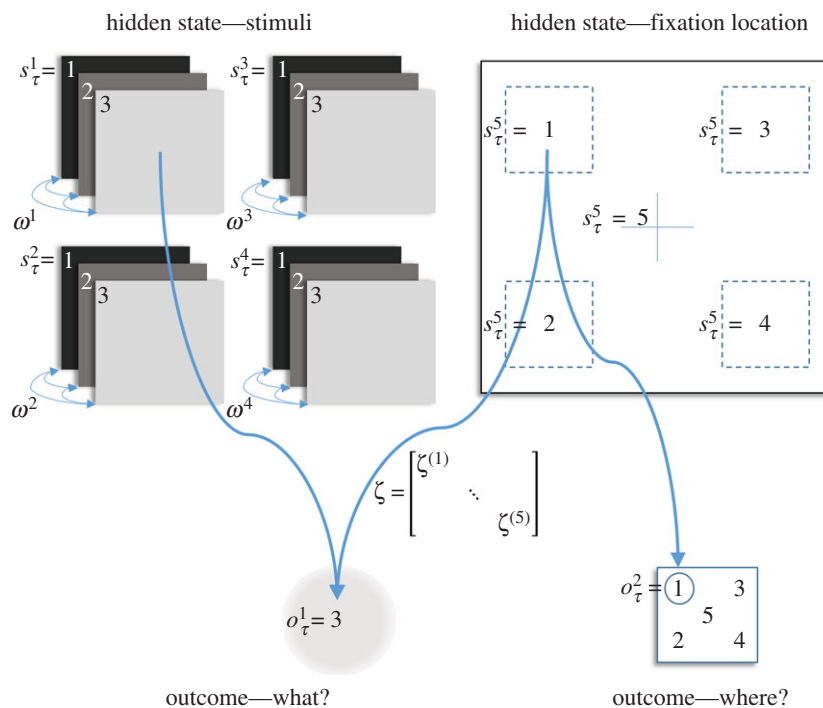 hidden state—stimuli
hidden state—fixation location
s¹τ = 1 2 3
s³τ = 1 2 3
ω¹
ω³
s²τ = 1 2 3
s⁴τ = 1 2 3
ω²
ω⁴
s⁵τ = 1
s⁵τ = 3
s⁵τ = 5
s⁵τ = 2
s⁵τ = 4
ζ = [ζ⁽¹⁾ ⋱ ζ⁽⁵⁾]
o¹τ = 3
o²τ = 1 3
5
2 4
outcome—what?
outcome—where?